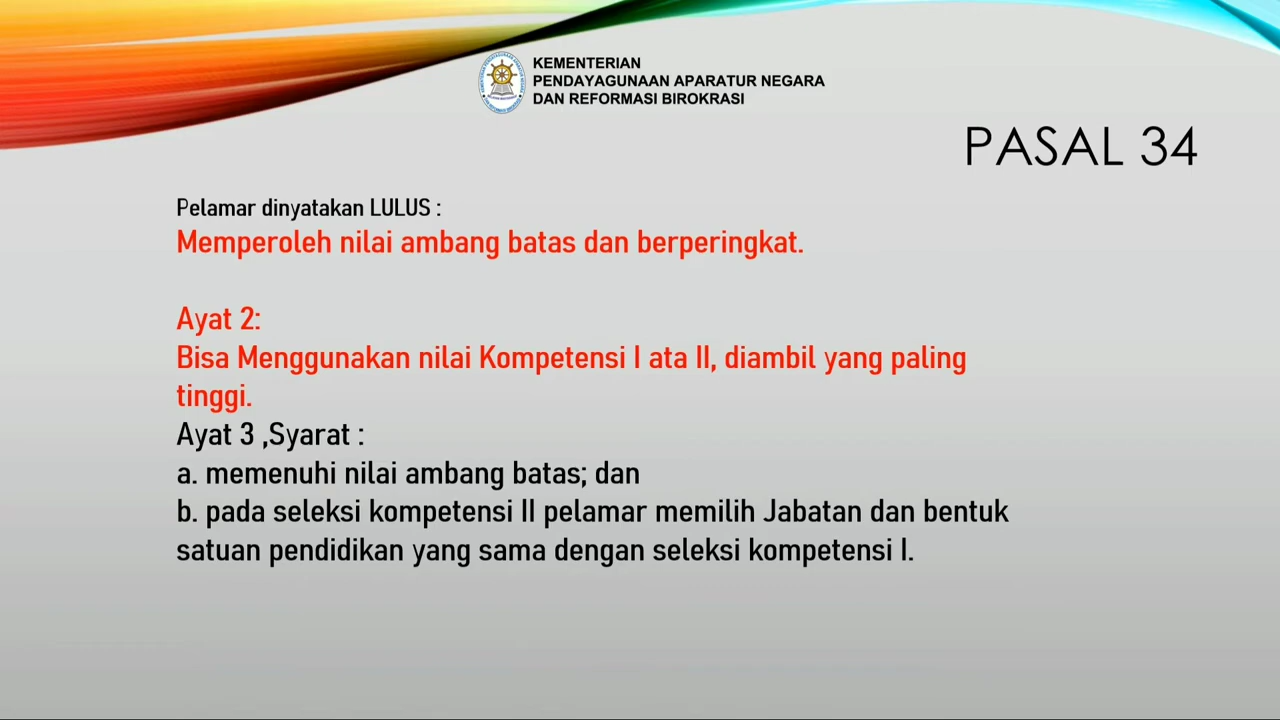 KEMENTERIAN
PENDAYAGUNAAN APARATUR NEGARA
DAN REFORMASI BIROKRASI
PASAL 34
Pelamar dinyatakan LULUS :
Memperoleh nilai ambang batas dan berperingkat.
Ayat 2:
Bisa Menggunakan nilai Kompetensi I ata II, diambil yang paling
tinggi.
Ayat 3 ,Syarat :
a. memenuhi nilai ambang batas; dan
b. pada seleksi kompetensi II pelamar memilih Jabatan dan bentuk
satuan pendidikan yang sama dengan seleksi kompetensi I.